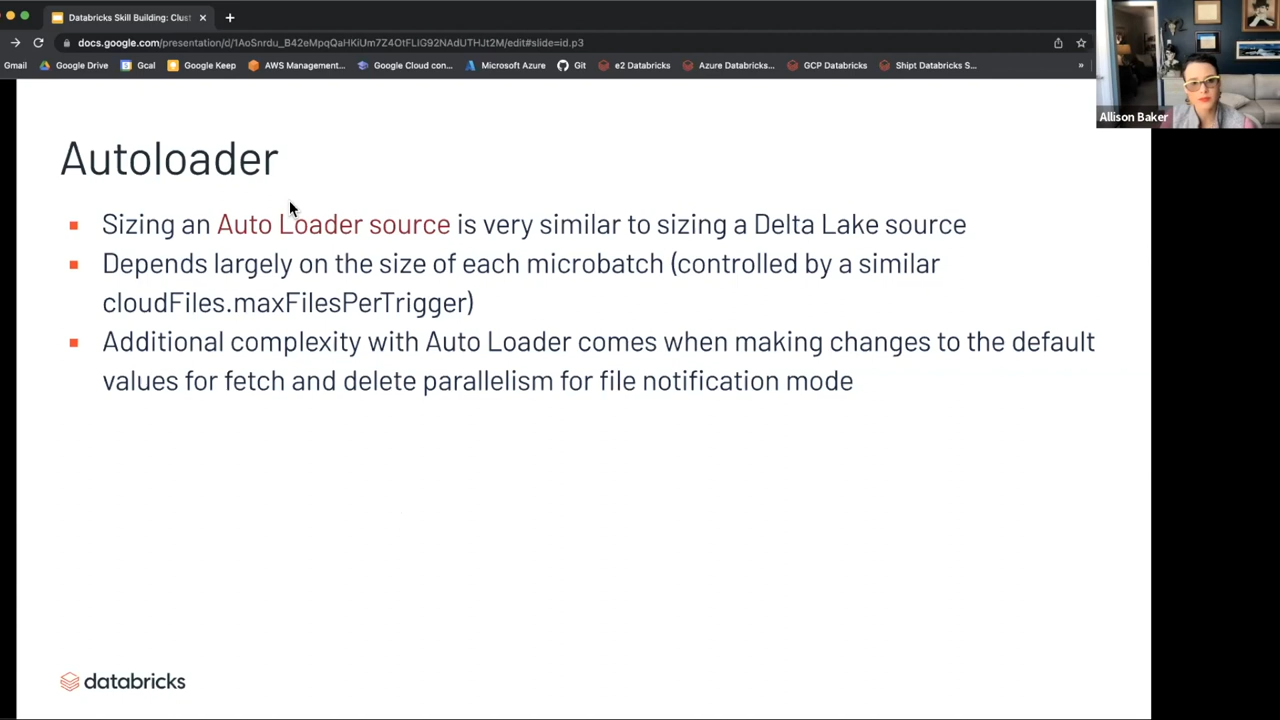 Databricks Skill Building: Clust
docs.google.com/presentation/d/1AoSnrdu_B42eMpqQaHKiUm7Z4OtFLIG92NAdUTHJt2M/edit#slide=id.p3
Gmail Google Drive Gcal Google Keep AWS Management... Google Cloud con... Microsoft Azure Git e2 Databricks Azure Databricks... GCP Databricks Shipt Databricks S... »
Allison Baker
Autoloader
Sizing an Auto Loader source is very similar to sizing a Delta Lake source
Depends largely on the size of each microbatch (controlled by a similar
cloudFiles.maxFilesPerTrigger)
Additional complexity with Auto Loader comes when making changes to the default
values for fetch and delete parallelism for file notification mode
databricks